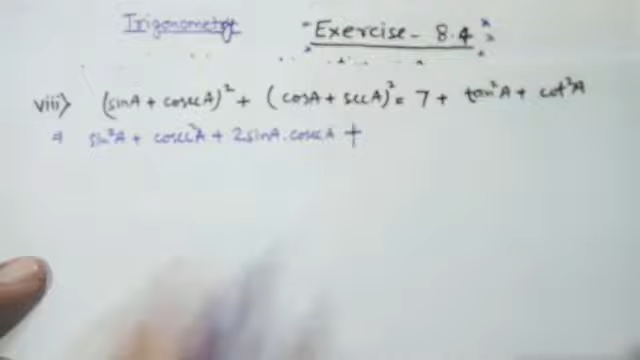 Trigonometry
Exercise - 8.4
viii> (sinA + cosecA)² + (cosA + secA)² = 7 + tan²A + cot²A
⇒ sin²A + cosec²A + 2sinA.cosecA +